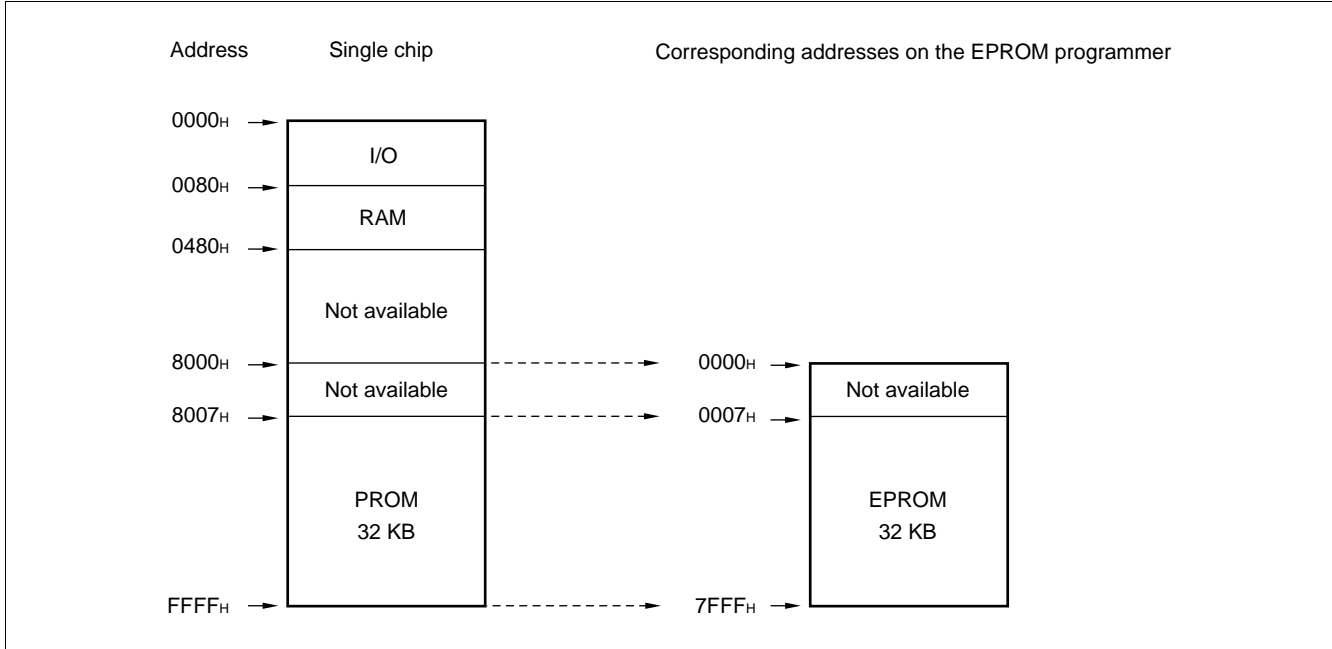 Address Single chip Corresponding addresses on the EPROM programmer
0000H
I/O
0080H
RAM
0480H
Not available
8000H 0000H
Not available Not available
8007H 0007H
PROM EPROM
32 KB 32 KB
FFFFH 7FFFH